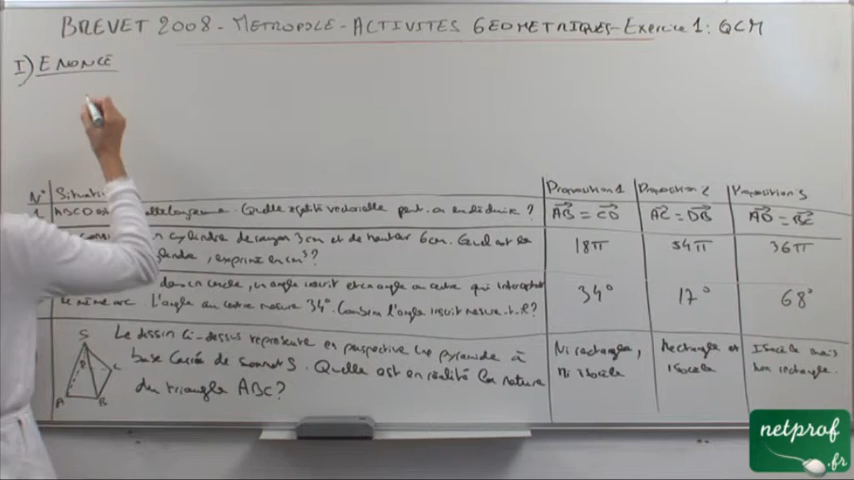 BREVET 2008 - METROPOLE - ACTIVITES GEOMETRIQUES - Exercice 1: QCM
I) ENONCÉ
N° Situati Proposition 1 Proposition 2 Proposition 3
1 ABCD est allélogramme. Quelle égalité vectorielle peut-on en déduire ? AB = CD AC = DB AD = BC
cylindre de rayon 3 cm et de hauteur 6 cm. Quel est le 18π 54π 36π
, exprimé en cm³ ?
dans un cercle, un angle inscrit et un angle au centre qui interceptent 34° 17° 68°
le même arc. L'angle au centre mesure 34°. Combien l'angle inscrit mesure-t-il ?
Le dessin ci-dessus représente en perspective une pyramide à Ni rectangle, Rectangle et Isocèle mais
base carrée de sommet S. Quelle est en réalité la nature ni isocèle isocèle non rectangle.
du triangle ABC ?
S
C
A B
netprof
.fr